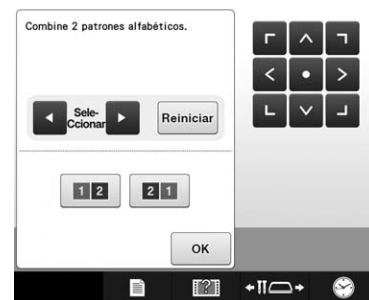 Combine 2 patrones alfabéticos.
Sele-
Ccionar
Reiniciar
1 2
2 1
OK